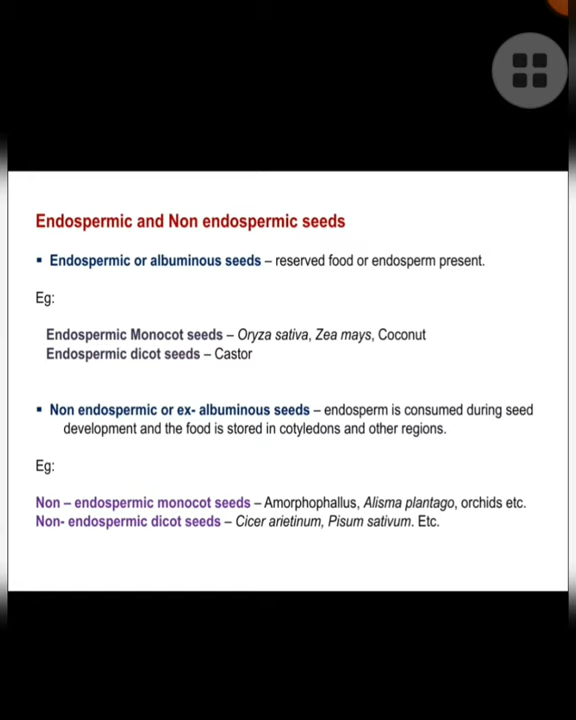 Endospermic and Non endospermic seeds
▪ Endospermic or albuminous seeds – reserved food or endosperm present.
Eg:
Endospermic Monocot seeds – Oryza sativa, Zea mays, Coconut
Endospermic dicot seeds – Castor
▪ Non endospermic or ex- albuminous seeds – endosperm is consumed during seed
development and the food is stored in cotyledons and other regions.
Eg:
Non – endospermic monocot seeds – Amorphophallus, Alisma plantago, orchids etc.
Non- endospermic dicot seeds – Cicer arietinum, Pisum sativum. Etc.